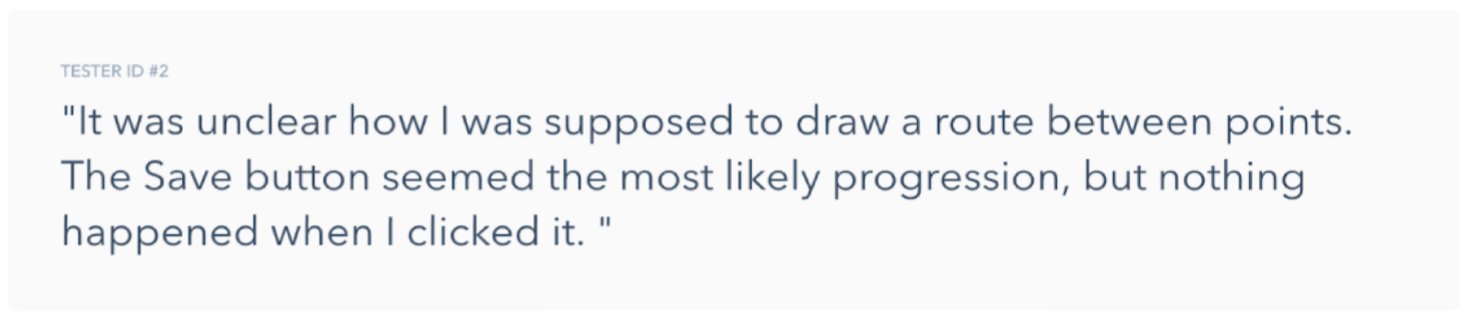 TESTER ID #2
"It was unclear how I was supposed to draw a route between points.
The Save button seemed the most likely progression, but nothing
happened when I clicked it. "